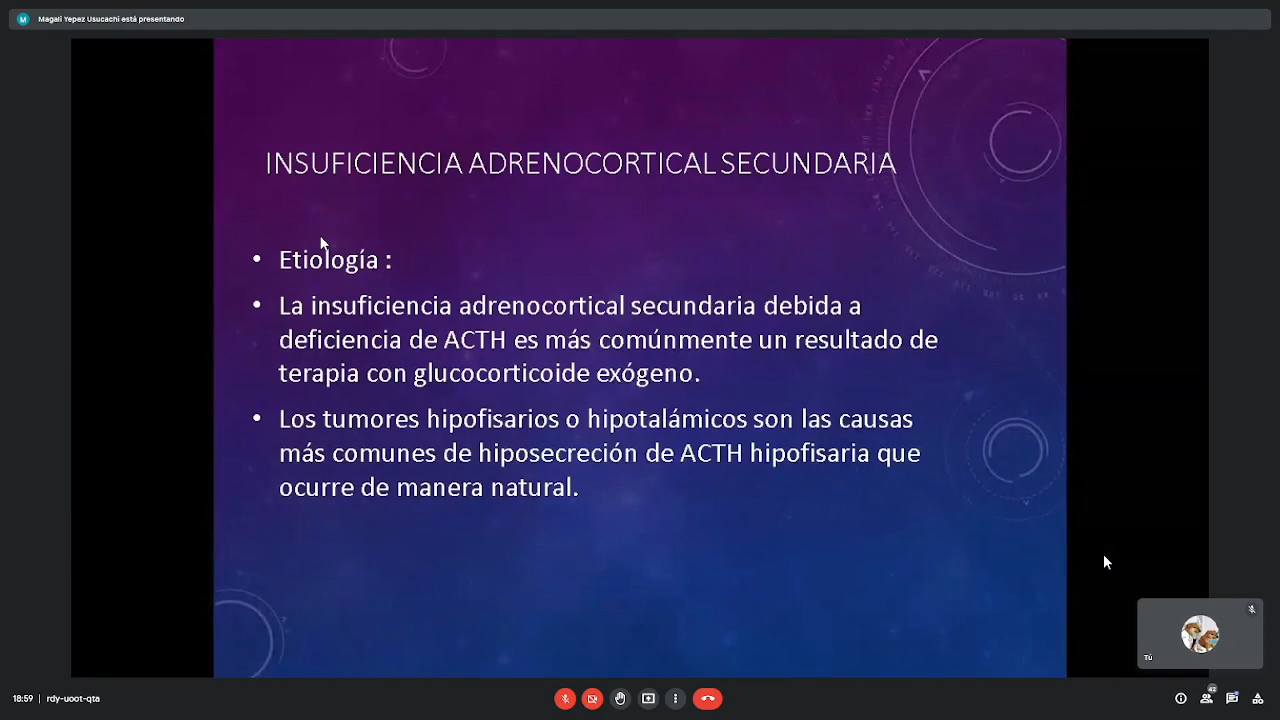 M Magali Yepez Usucachi está presentando
INSUFICIENCIA ADRENOCORTICAL SECUNDARIA
• Etiología :
• La insuficiencia adrenocortical secundaria debida a
deficiencia de ACTH es más comúnmente un resultado de
terapia con glucocorticoide exógeno.
• Los tumores hipofisarios o hipotalámicos son las causas
más comunes de hiposecreción de ACTH hipofisaria que
ocurre de manera natural.
Tú
18:59 | rdy-uoot-qta
42